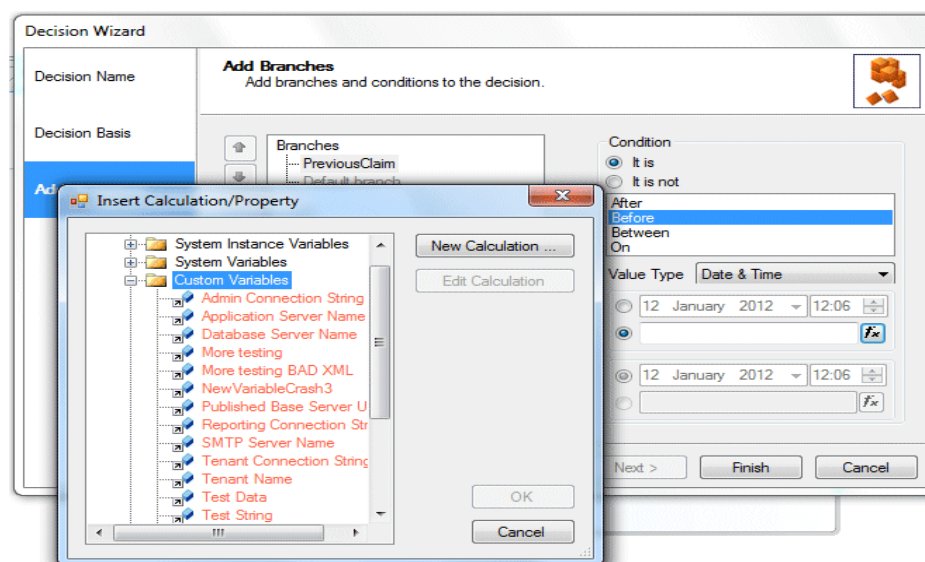 Decision Wizard
Decision Name
Decision Basis
Ad
Add Branches
Add branches and conditions to the decision.
Branches
PreviousClaim
Default branch
Condition
It is
It is not
After
Before
Between
On
Value Type Date & Time
12 January 2012 12:06
fx
12 January 2012 12:06
fx
Next > Finish Cancel
Insert Calculation/Property
System Instance Variables
System Variables
Custom Variables
Admin Connection String
Application Server Name
Database Server Name
More testing
More testing BAD XML
NewVariableCrash3
Published Base Server U
Reporting Connection Str
SMTP Server Name
Tenant Connection String
Tenant Name
Test Data
Test String
New Calculation ...
Edit Calculation
OK
Cancel